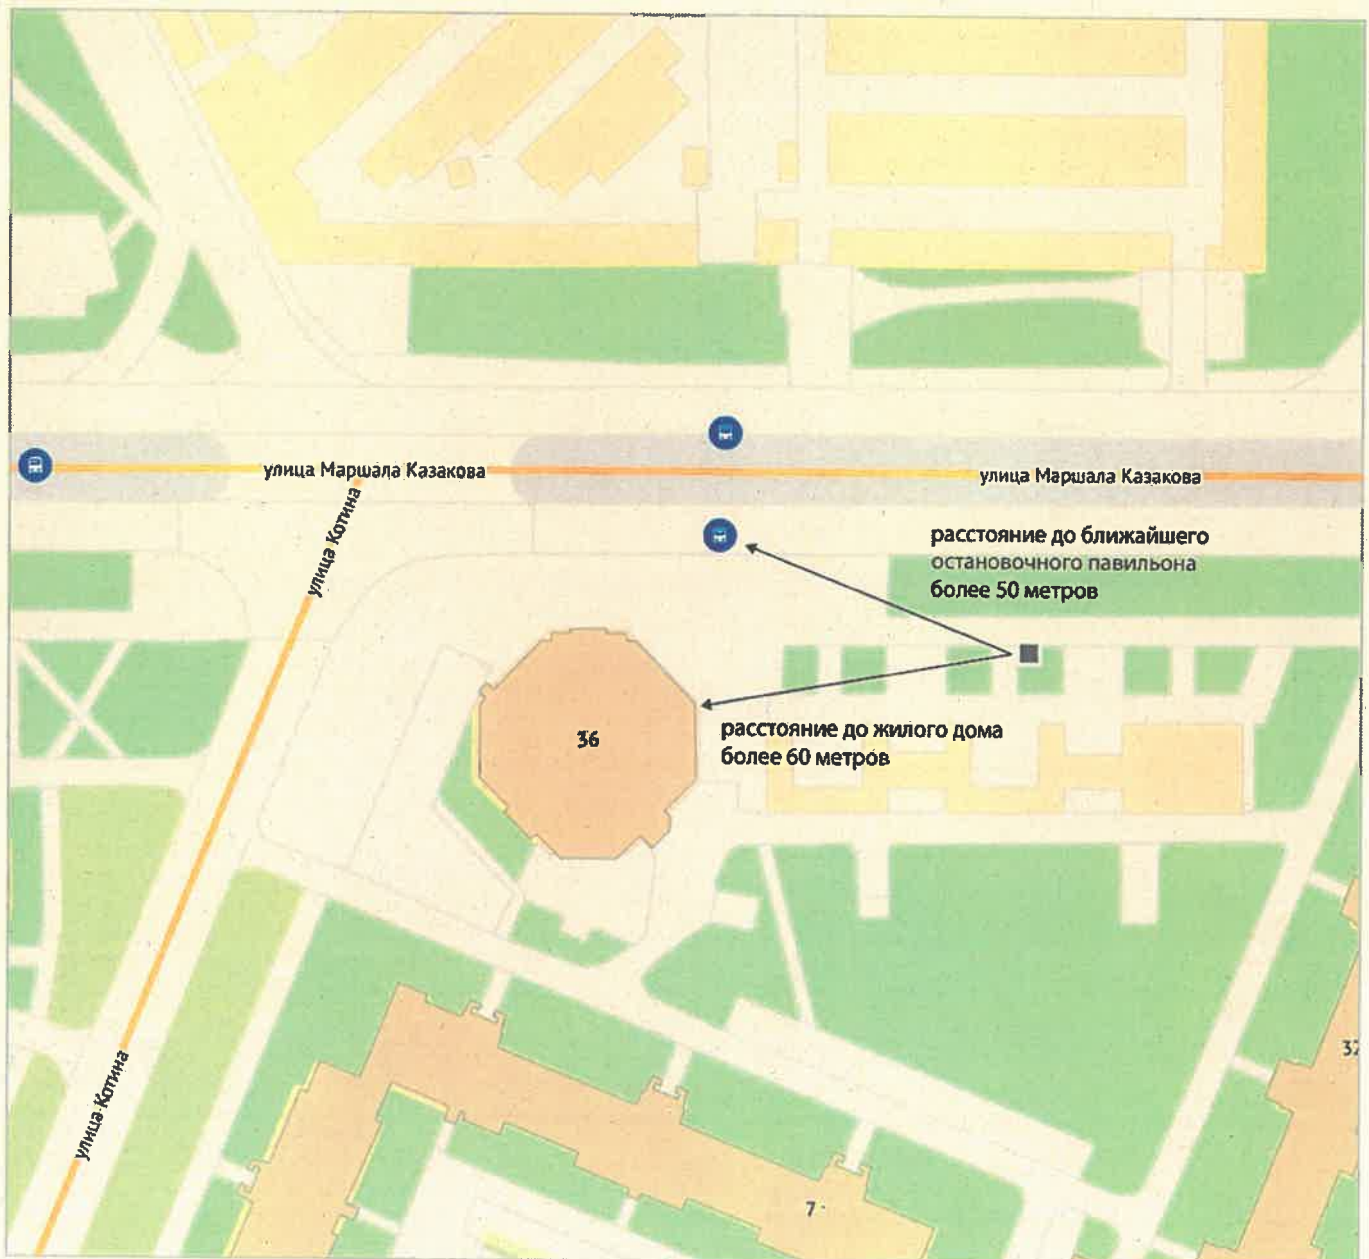 улица Маршала Казакова
улица Маршала Казакова
улица Котина
расстояние до ближайшего
остановочного павильона
более 50 метров
36
расстояние до жилого дома
более 60 метров
улица Котина
7